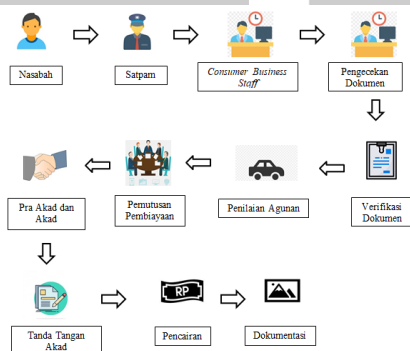 Nasabah
Satpam
Consumer Business
Staff
Pengecekan
Dokumen
Pra Akad dan
Akad
Pemutusan
Pembiayaan
Penilaian Agunan
Verifikasi
Dokumen
RP
Tanda Tangan
Akad
Pencairan
Dokumentasi